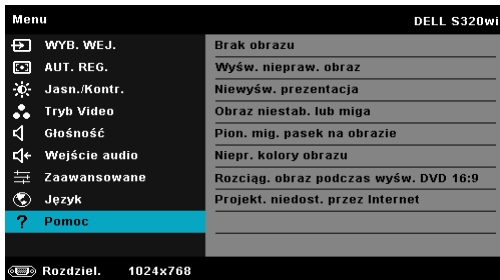 Menu
DELL S320wi
WYB. WEJ.
AUT. REG.
Jasn./Kontr.
Tryb Video
Głośność
Wejście audio
Zaawansowane
Język
? Pomoc
Brak obrazu
Wyśw. niepraw. obraz
Niewyśw. prezentacja
Obraz niestab. lub miga
Pion. mig. pasek na obrazie
Niepr. kolory obrazu
Rozciąg. obraz podczas wyśw. DVD 16:9
Projekt. niedost. przez Internet
Rozdziel. 1024x768